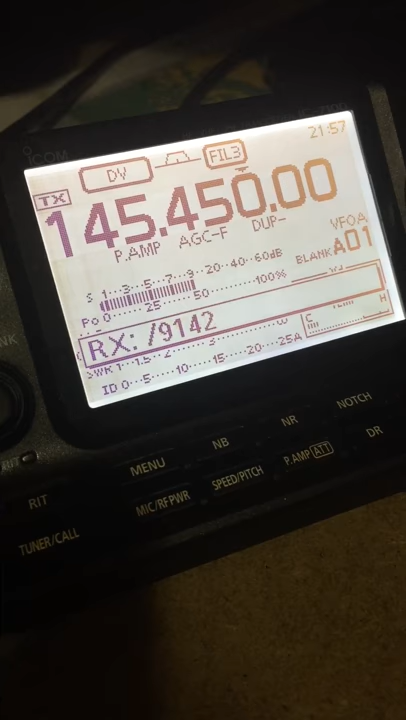 ICOM
21:57
DV FIL3
TX
145.450.00
P.AMP AGC-F DUP- VFOA
BLANK A01
S 1···3···5···7···9··20··40··60dB
Po 0 25 50 100%
RX: /9142
SWR 1···1.5··2···3 ∞
C H
ID 0···5····10····15····20··25A
NOTCH
NR
NB
MENU
RIT
DR
P.AMP ATT
SPEED/PITCH
MIC/RF PWR
TUNER/CALL